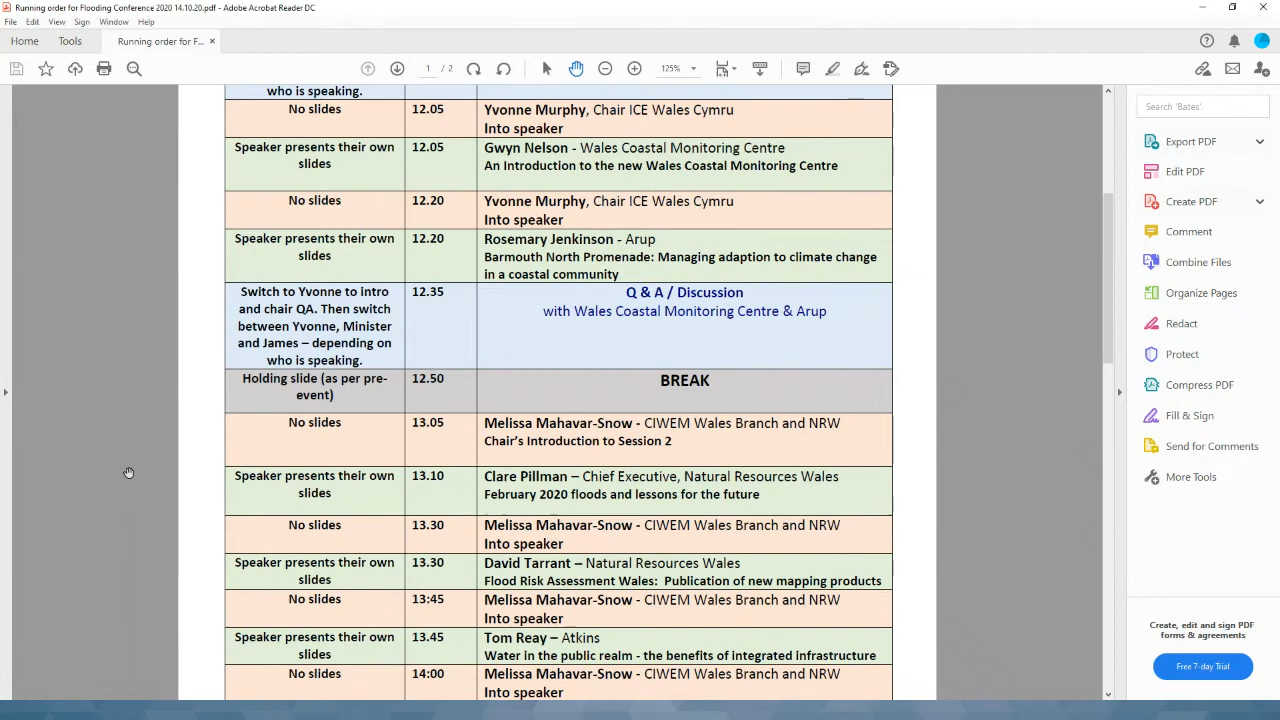 Running order for Flooding Conference 2020 14.10.20.pdf - Adobe Acrobat Reader DC
File Edit View Sign Window Help
Home Tools Running order for F... ×
1 / 2 125%
who is speaking.
No slides 12.05 Yvonne Murphy, Chair ICE Wales Cymru
Into speaker
Speaker presents their own slides 12.05 Gwyn Nelson - Wales Coastal Monitoring Centre
An Introduction to the new Wales Coastal Monitoring Centre
No slides 12.20 Yvonne Murphy, Chair ICE Wales Cymru
Into speaker
Speaker presents their own slides 12.20 Rosemary Jenkinson - Arup
Barmouth North Promenade: Managing adaption to climate change
in a coastal community
Switch to Yvonne to intro
and chair QA. Then switch
between Yvonne, Minister
and James – depending on
who is speaking.
12.35
Q & A / Discussion
with Wales Coastal Monitoring Centre & Arup
Holding slide (as per pre-
event)
12.50 BREAK
No slides 13.05 Melissa Mahavar-Snow - CIWEM Wales Branch and NRW
Chair's Introduction to Session 2
Speaker presents their own
slides
13.10 Clare Pillman – Chief Executive, Natural Resources Wales
February 2020 floods and lessons for the future
No slides 13.30 Melissa Mahavar-Snow - CIWEM Wales Branch and NRW
Into speaker
Speaker presents their own
slides
13.30 David Tarrant – Natural Resources Wales
Flood Risk Assessment Wales: Publication of new mapping products
No slides 13:45 Melissa Mahavar-Snow - CIWEM Wales Branch and NRW
Into speaker
Speaker presents their own
slides
13.45 Tom Reay – Atkins
Water in the public realm - the benefits of integrated infrastructure
No slides 14:00 Melissa Mahavar-Snow - CIWEM Wales Branch and NRW
Into speaker
Search 'Bates'
Export PDF
Edit PDF
Create PDF
Comment
Combine Files
Organize Pages
Redact
Protect
Compress PDF
Fill & Sign
Send for Comments
More Tools
Create, edit and sign PDF
forms & agreements
Free 7-day Trial